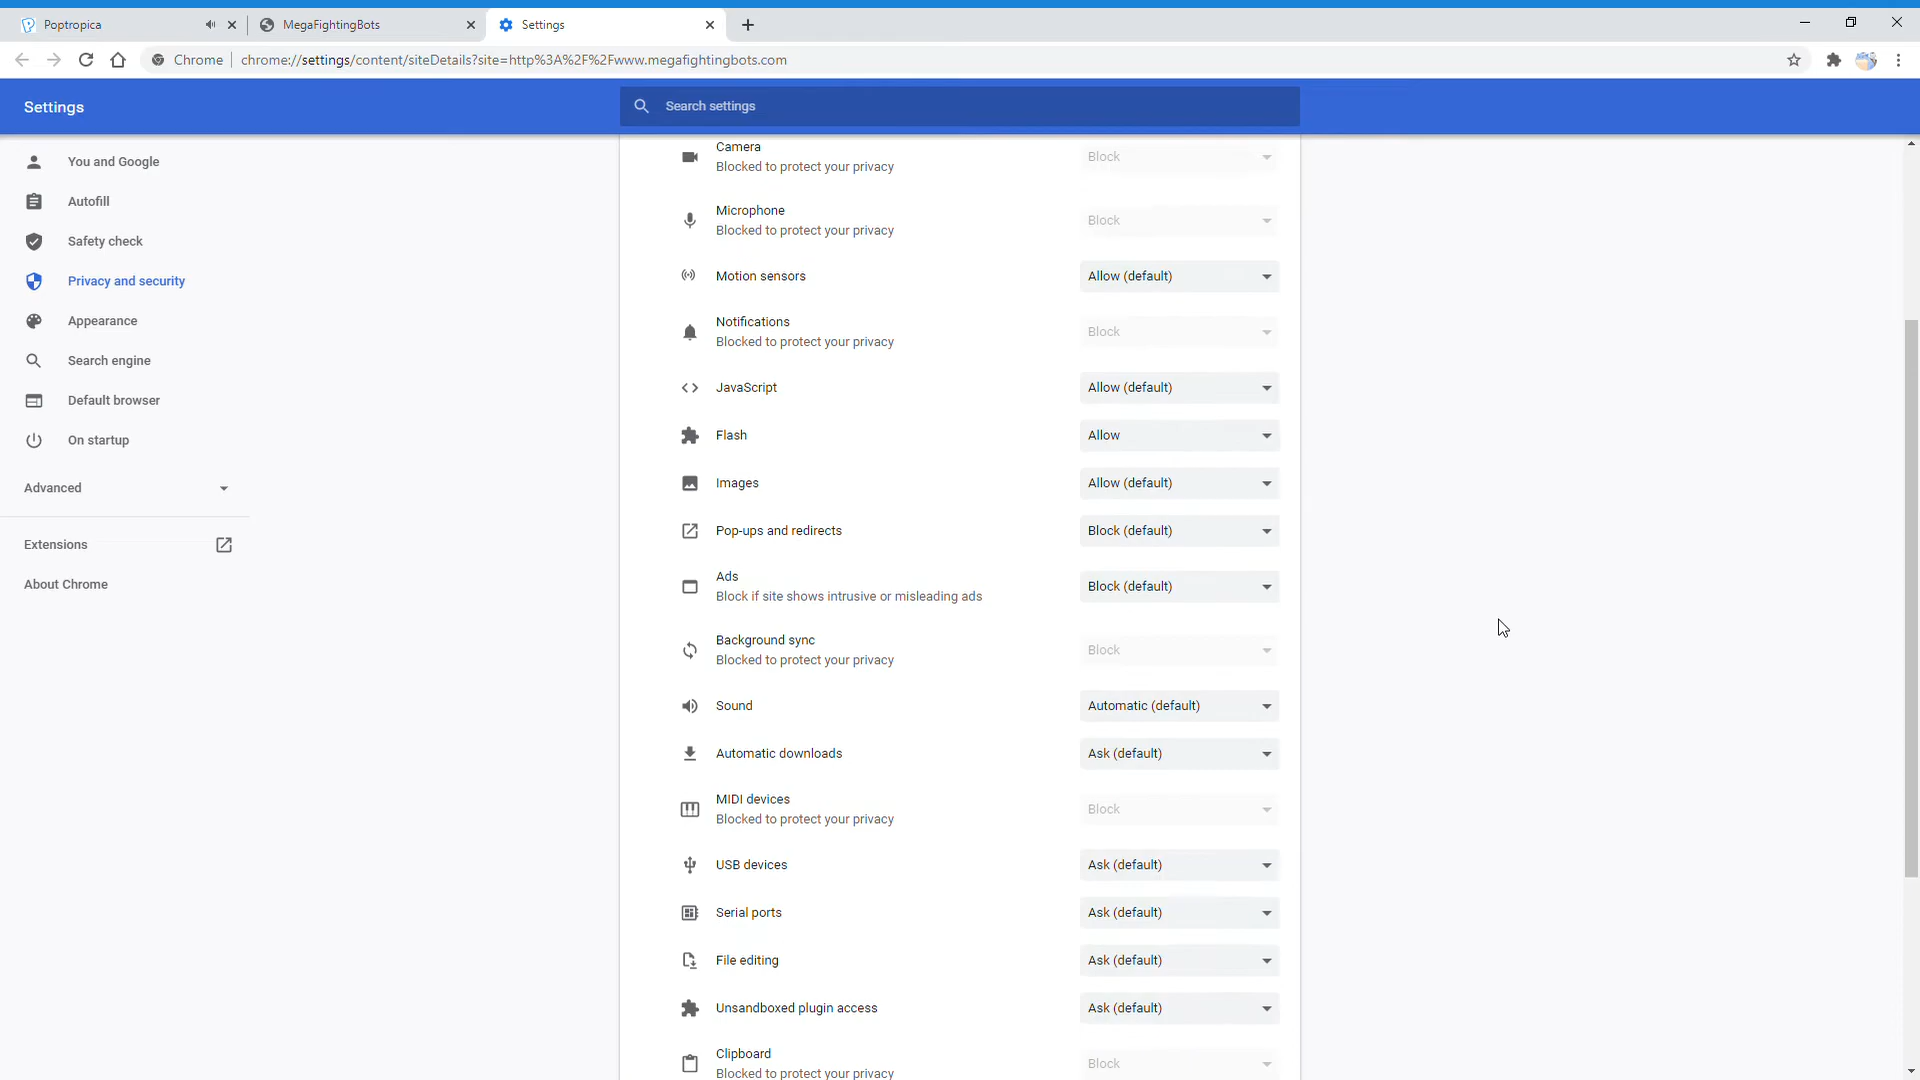 Poptropica
MegaFightingBots
Settings
Chrome
chrome://settings/content/siteDetails?site=http%3A%2F%2Fwww.megafightingbots.com
Settings
Search settings
You and Google
Autofill
Safety check
Privacy and security
Appearance
Search engine
Default browser
On startup
Advanced
Extensions
About Chrome
Camera
Blocked to protect your privacy
Block
Microphone
Blocked to protect your privacy
Block
Motion sensors
Allow (default)
Notifications
Blocked to protect your privacy
Block
JavaScript
Allow (default)
Flash
Allow
Images
Allow (default)
Pop-ups and redirects
Block (default)
Ads
Block if site shows intrusive or misleading ads
Block (default)
Background sync
Blocked to protect your privacy
Block
Sound
Automatic (default)
Automatic downloads
Ask (default)
MIDI devices
Blocked to protect your privacy
Block
USB devices
Ask (default)
Serial ports
Ask (default)
File editing
Ask (default)
Unsandboxed plugin access
Ask (default)
Clipboard
Blocked to protect your privacy
Block